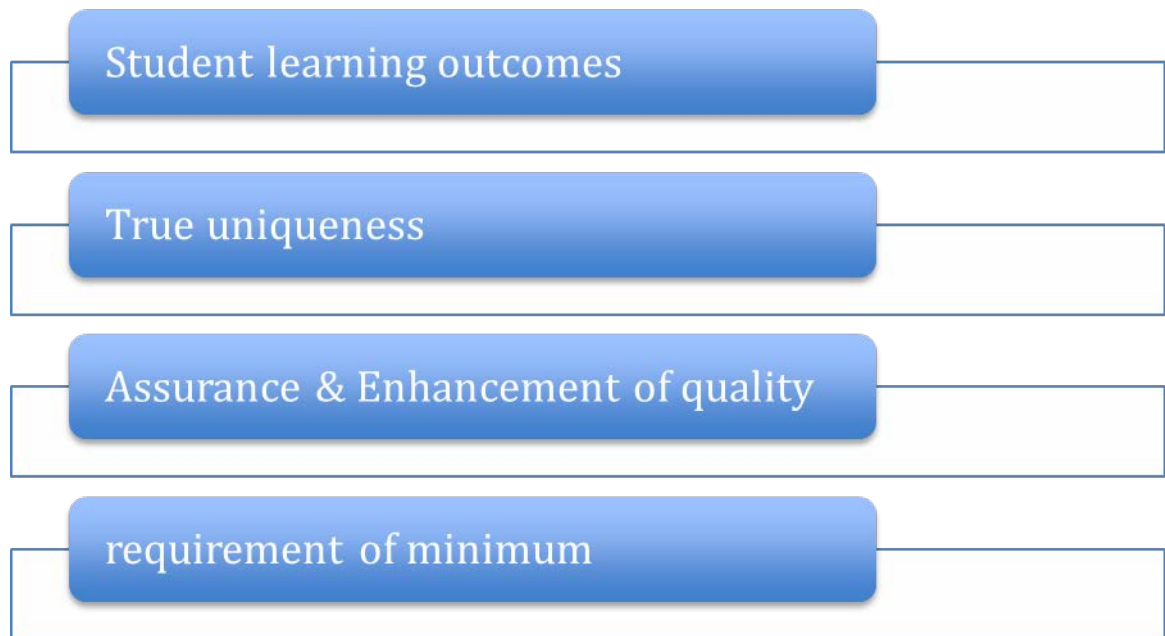 Student learning outcomes
True uniqueness
Assurance & Enhancement of quality
requirement of minimum